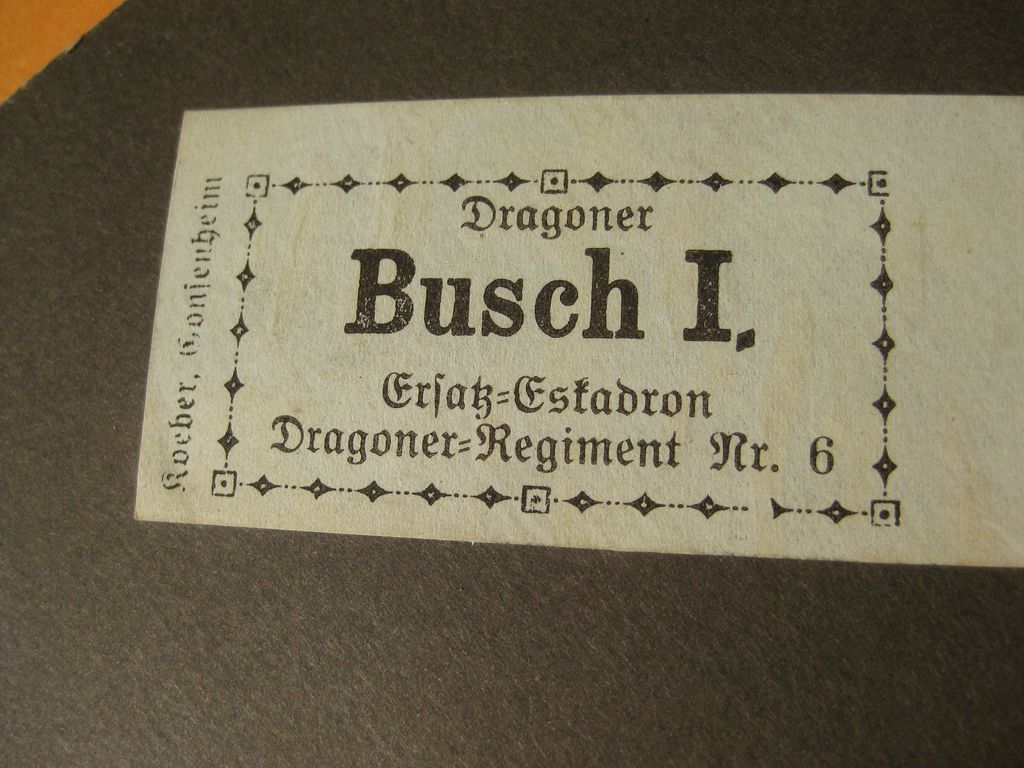 Dragoner
Busch I,
Erſatz=Eskadron
Dragoner=Regiment Nr. 6
Koeber, Gonſenheim